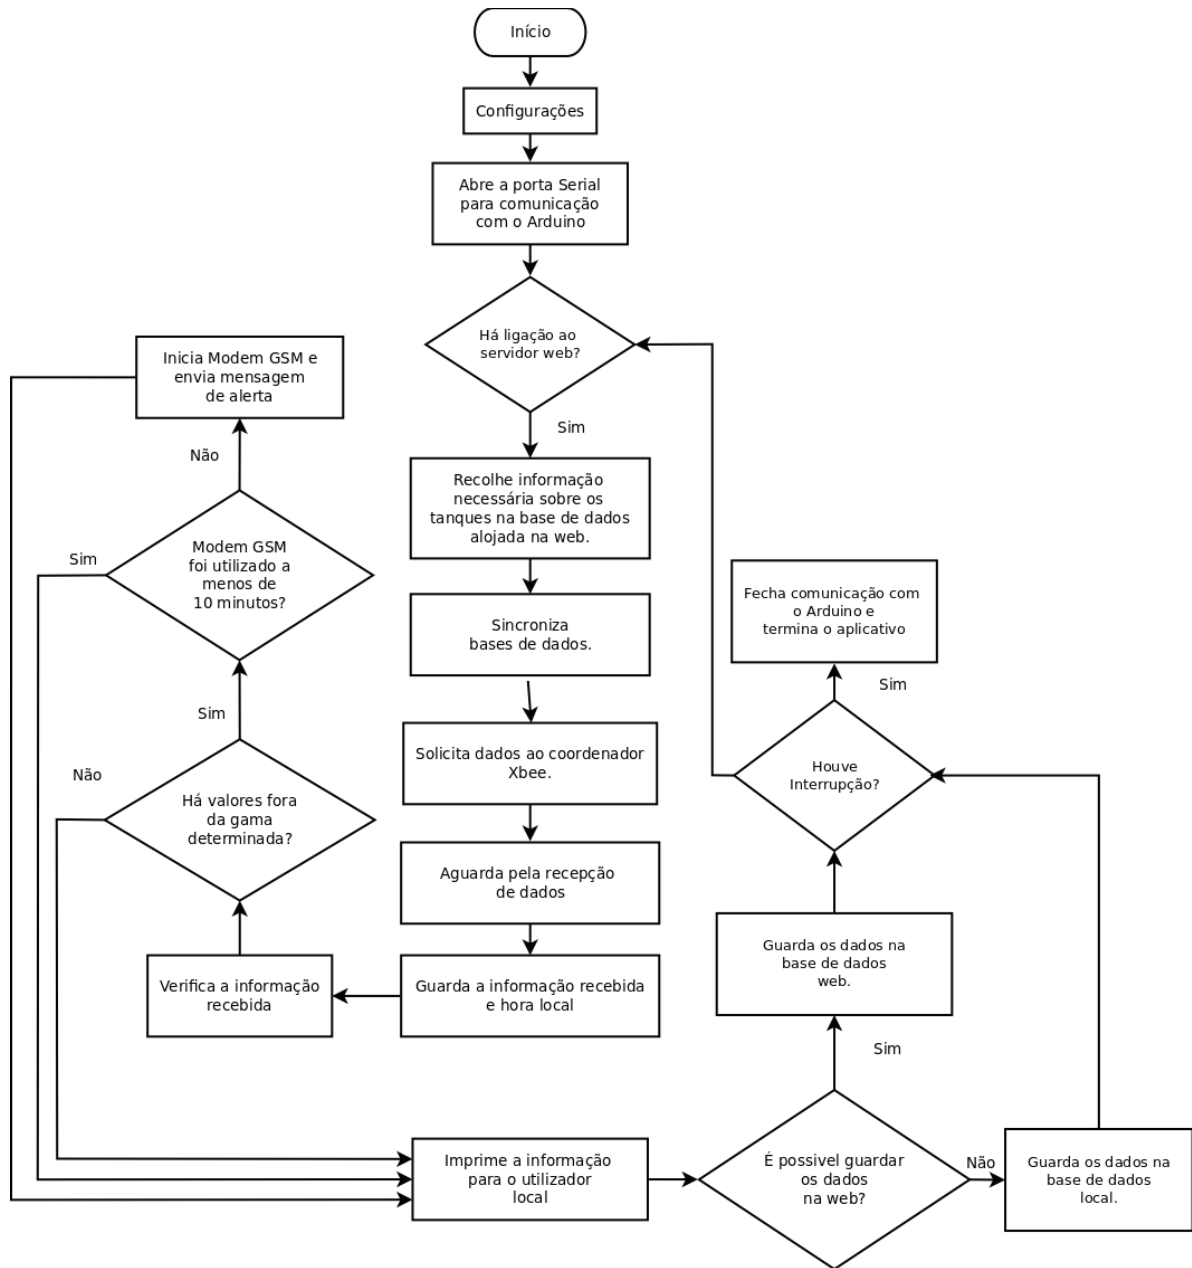 Início
Configurações
Abre a porta Serial
para comunicação
com o Arduino
Há ligação ao
servidor web?
Sim
Recolhe informação
necessária sobre os
tanques na base de dados
alojada na web.
Sincroniza
bases de dados.
Solicita dados ao coordenador
Xbee.
Aguarda pela recepção
de dados
Guarda a informação recebida
e hora local
Verifica a informação
recebida
Há valores fora
da gama
determinada?
Não
Sim
Modem GSM
foi utilizado a
menos de
10 minutos?
Sim
Não
Inicia Modem GSM e
envia mensagem
de alerta
Imprime a informação
para o utilizador
local
É possivel guardar
os dados
na web?
Não
Guarda os dados na
base de dados
local.
Sim
Guarda os dados na
base de dados
web.
Houve
Interrupção?
Sim
Fecha comunicação com
o Arduino e
termina o aplicativo